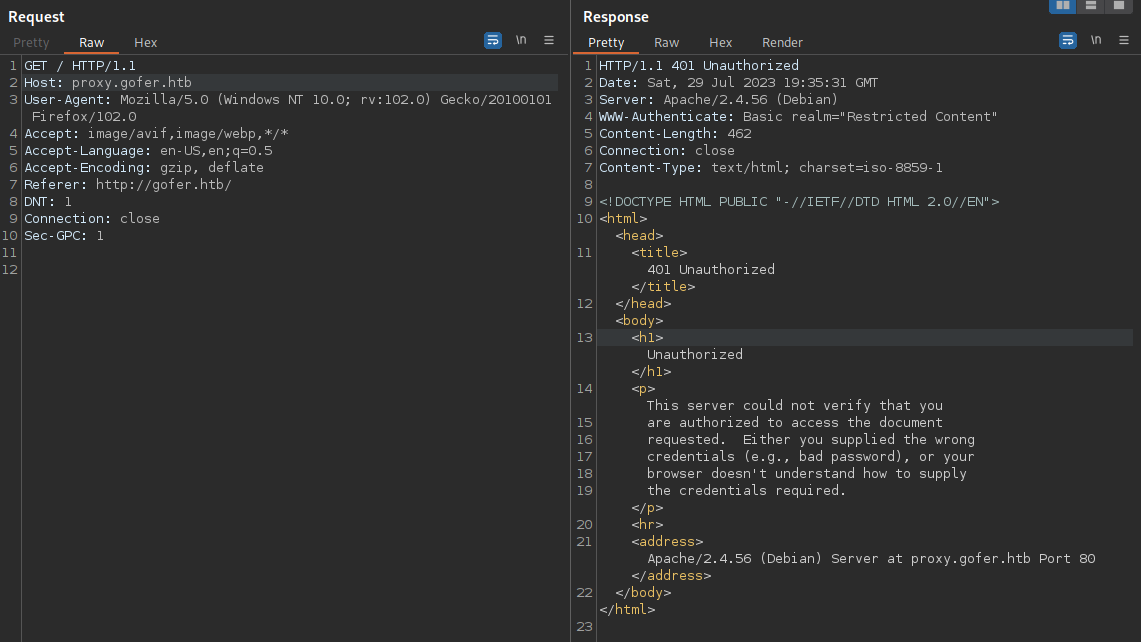 Request
Pretty Raw Hex
\n
1 GET / HTTP/1.1
2 Host: proxy.gofer.htb
3 User-Agent: Mozilla/5.0 (Windows NT 10.0; rv:102.0) Gecko/20100101
Firefox/102.0
4 Accept: image/avif,image/webp,*/*
5 Accept-Language: en-US,en;q=0.5
6 Accept-Encoding: gzip, deflate
7 Referer: http://gofer.htb/
8 DNT: 1
9 Connection: close
10 Sec-GPC: 1
11
12
Response
Pretty Raw Hex Render
\n
1 HTTP/1.1 401 Unauthorized
2 Date: Sat, 29 Jul 2023 19:35:31 GMT
3 Server: Apache/2.4.56 (Debian)
4 WWW-Authenticate: Basic realm="Restricted Content"
5 Content-Length: 462
6 Connection: close
7 Content-Type: text/html; charset=iso-8859-1
8
9 <!DOCTYPE HTML PUBLIC "-//IETF//DTD HTML 2.0//EN">
10 <html>
<head>
11 <title>
401 Unauthorized
</title>
12 </head>
<body>
13 <h1>
Unauthorized
</h1>
14 <p>
This server could not verify that you
15 are authorized to access the document
16 requested.  Either you supplied the wrong
17 credentials (e.g., bad password), or your
18 browser doesn't understand how to supply
19 the credentials required.
</p>
20 <hr>
21 <address>
Apache/2.4.56 (Debian) Server at proxy.gofer.htb Port 80
</address>
22 </body>
</html>
23